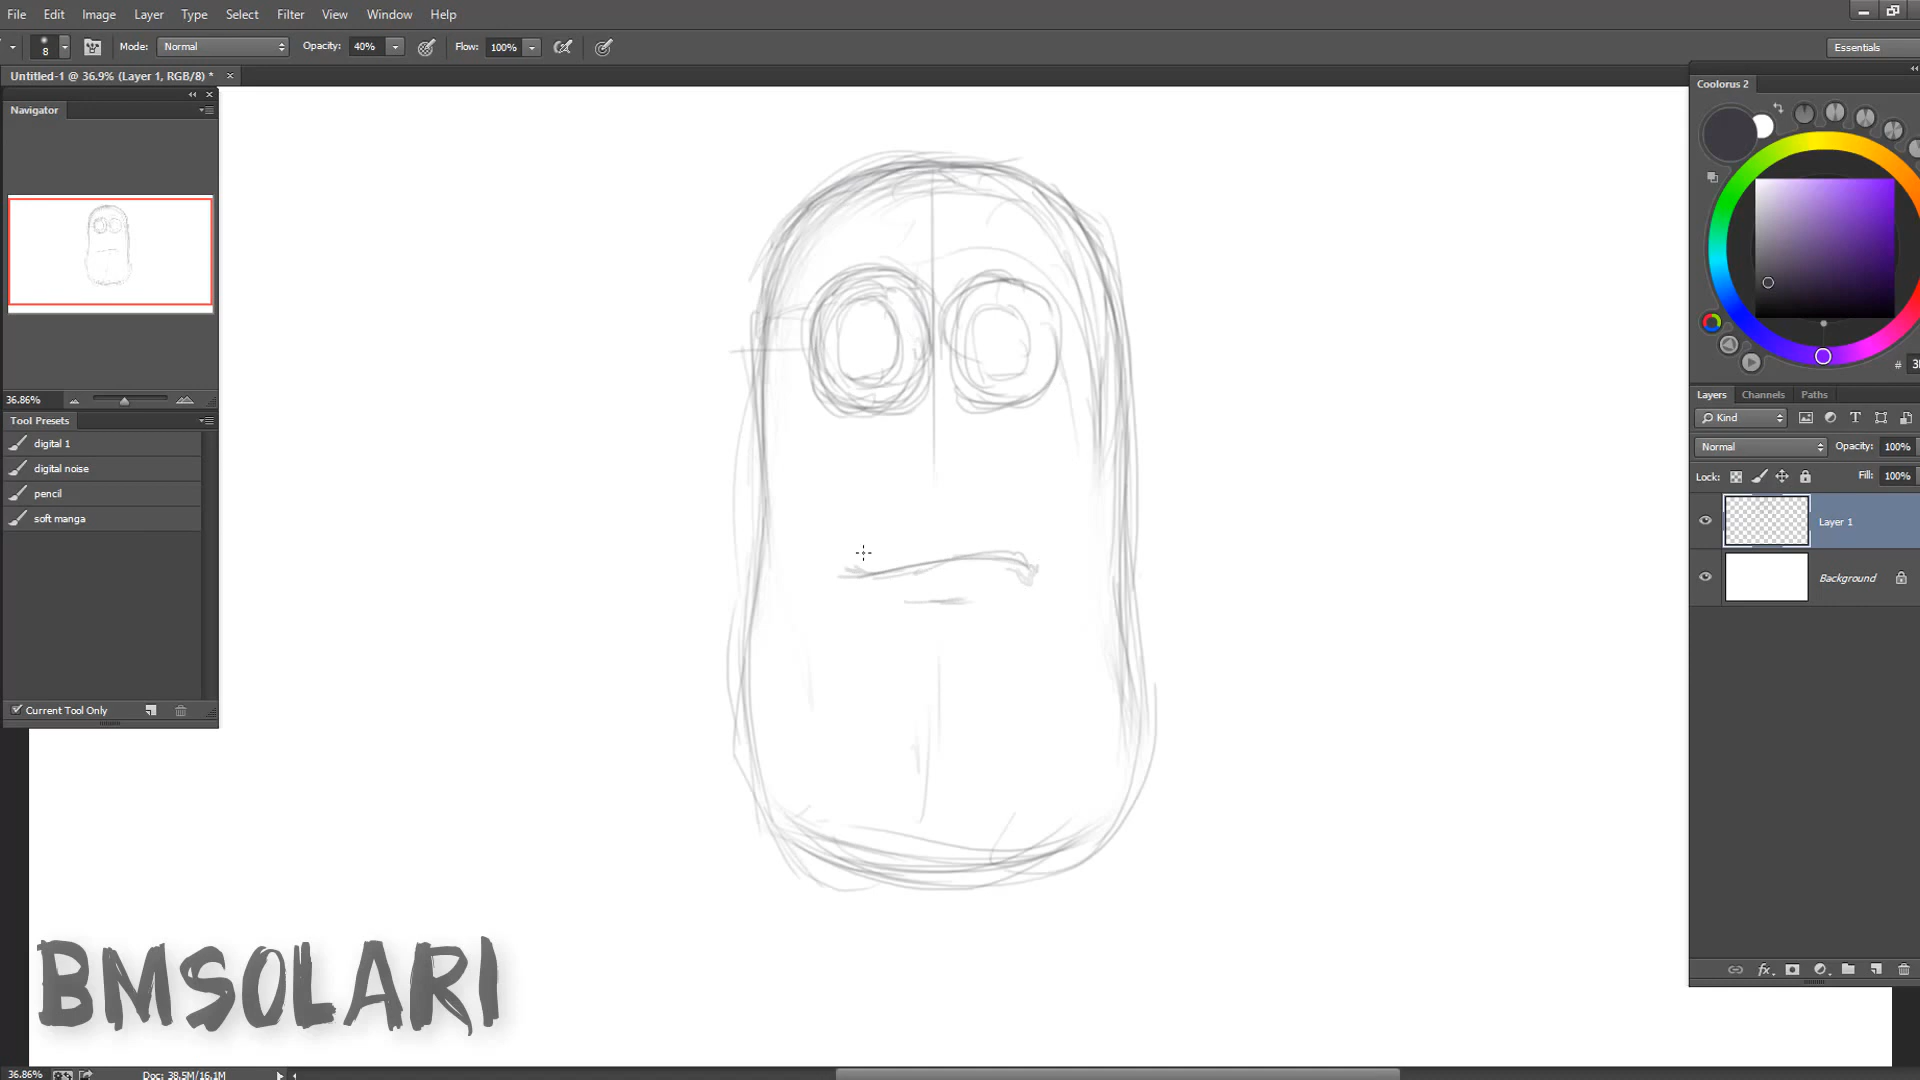 File Edit Image Layer Type Select Filter View Window Help
8 Mode: Normal Opacity: 40% Flow: 100% Essentials
Untitled-1 @ 36.9% (Layer 1, RGB/8) *
Navigator
36.86%
Tool Presets
digital 1
digital noise
pencil
soft manga
Current Tool Only
Coolorus 2
#
Layers Channels Paths
Kind
Normal Opacity: 100%
Lock: Fill: 100%
Layer 1
Background
fx
BMSOLARI
36.86% Doc: 38.5M/16.1M